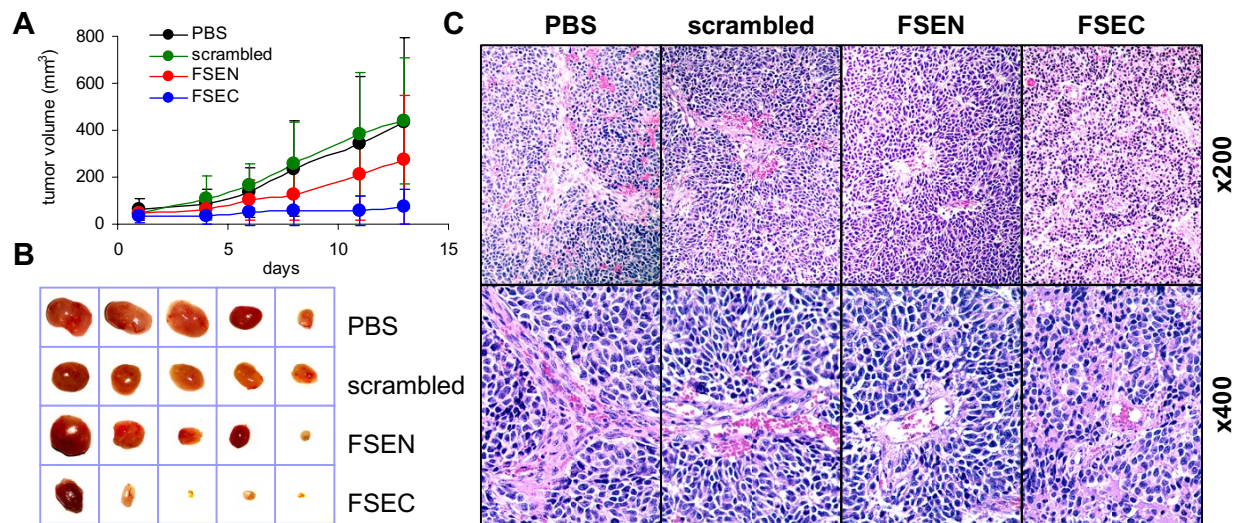 A
tumor volume (mm³)
800
600
400
200
0
PBS
scrambled
FSEN
FSEC
0
5
10
15
days
B
PBS
scrambled
FSEN
FSEC
C
PBS scrambled FSEN FSEC
x200
x400